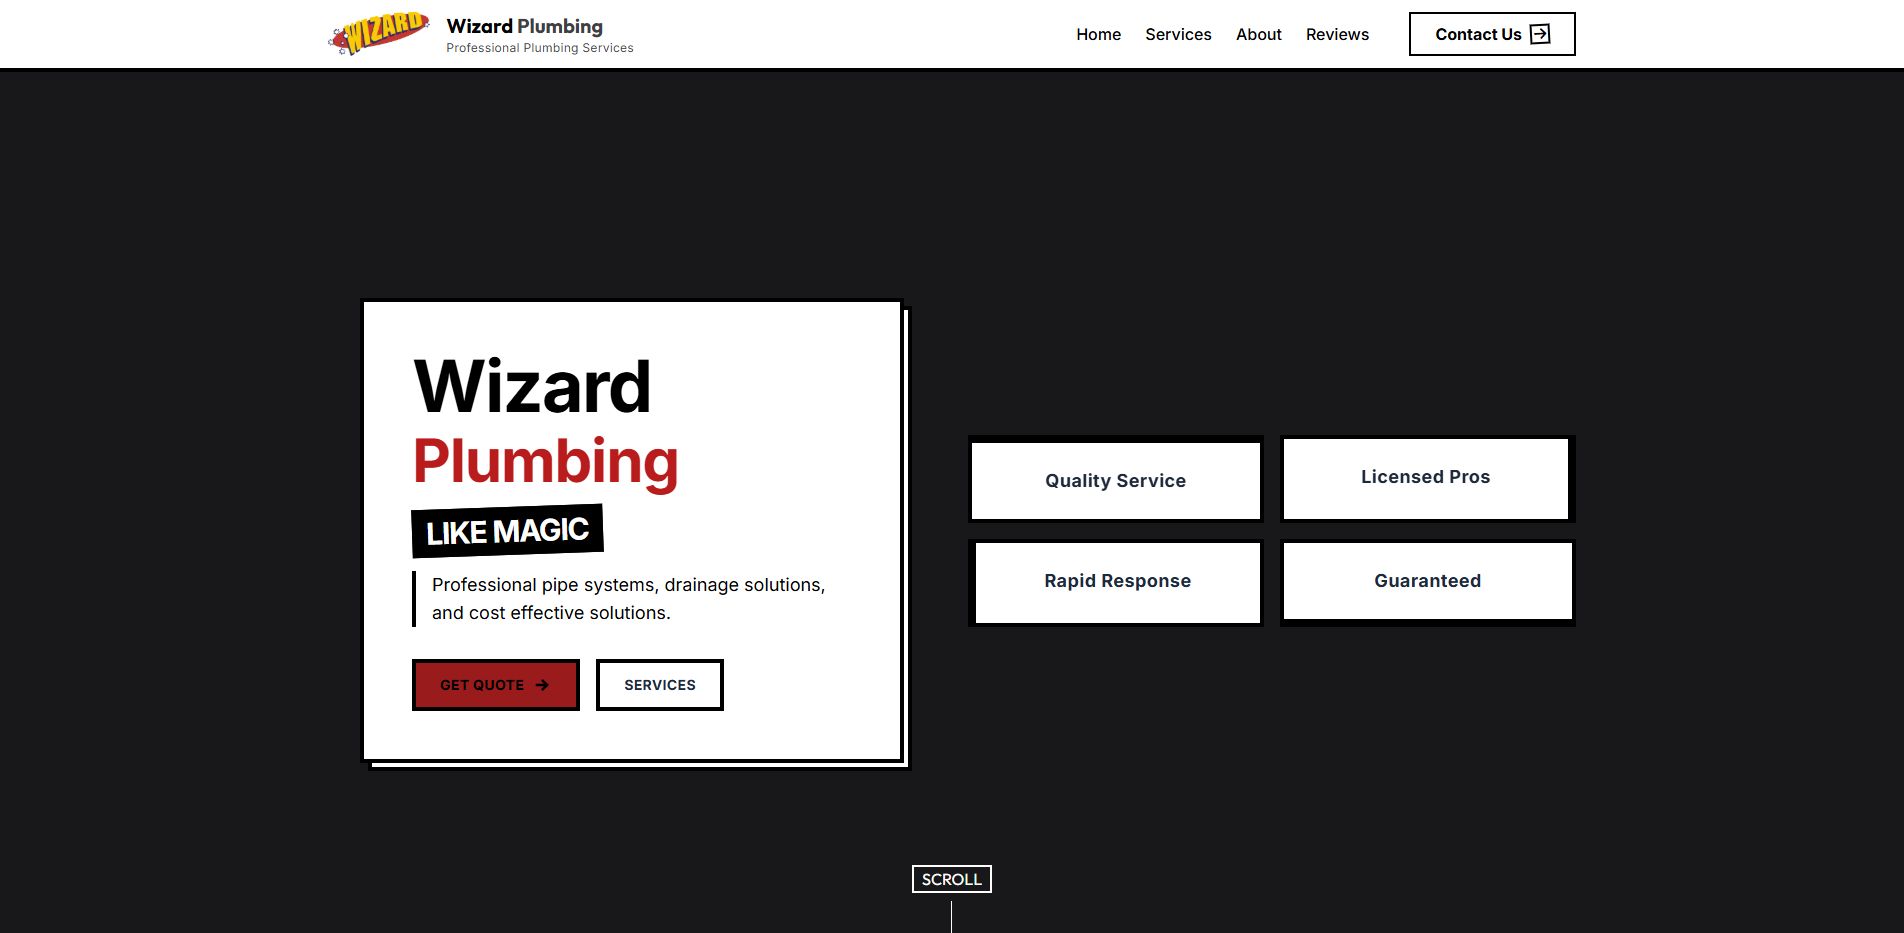 WIZARD
Wizard Plumbing
Professional Plumbing Services
Home
Services
About
Reviews
Contact Us
Wizard
Plumbing
LIKE MAGIC
Professional pipe systems, drainage solutions,
and cost effective solutions.
GET QUOTE
SERVICES
Quality Service
Licensed Pros
Rapid Response
Guaranteed
SCROLL